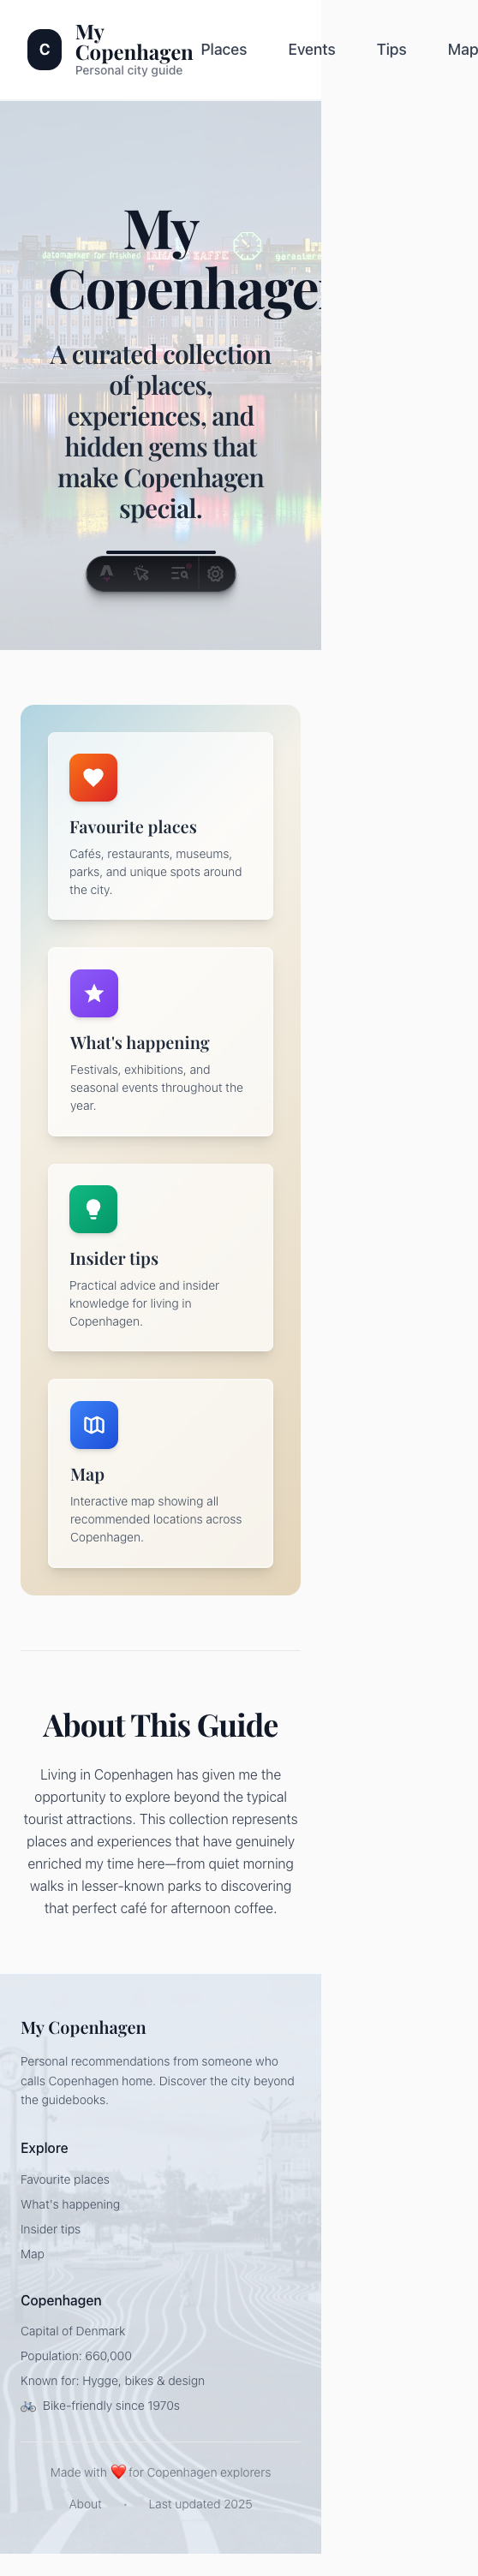 C
My
Copenhagen
Personal city guide
Places
Events
Tips
Map
My
Copenhagen
A curated collection
of places,
experiences, and
hidden gems that
make Copenhagen
special.
Favourite places
Cafés, restaurants, museums,
parks, and unique spots around
the city.
What's happening
Festivals, exhibitions, and
seasonal events throughout the
year.
Insider tips
Practical advice and insider
knowledge for living in
Copenhagen.
Map
Interactive map showing all
recommended locations across
Copenhagen.
About This Guide
Living in Copenhagen has given me the
opportunity to explore beyond the typical
tourist attractions. This collection represents
places and experiences that have genuinely
enriched my time here—from quiet morning
walks in lesser-known parks to discovering
that perfect café for afternoon coffee.
My Copenhagen
Personal recommendations from someone who
calls Copenhagen home. Discover the city beyond
the guidebooks.
Explore
Favourite places
What's happening
Insider tips
Map
Copenhagen
Capital of Denmark
Population: 660,000
Known for: Hygge, bikes & design
🚲 Bike-friendly since 1970s
Made with ❤️ for Copenhagen explorers
About • Last updated 2025